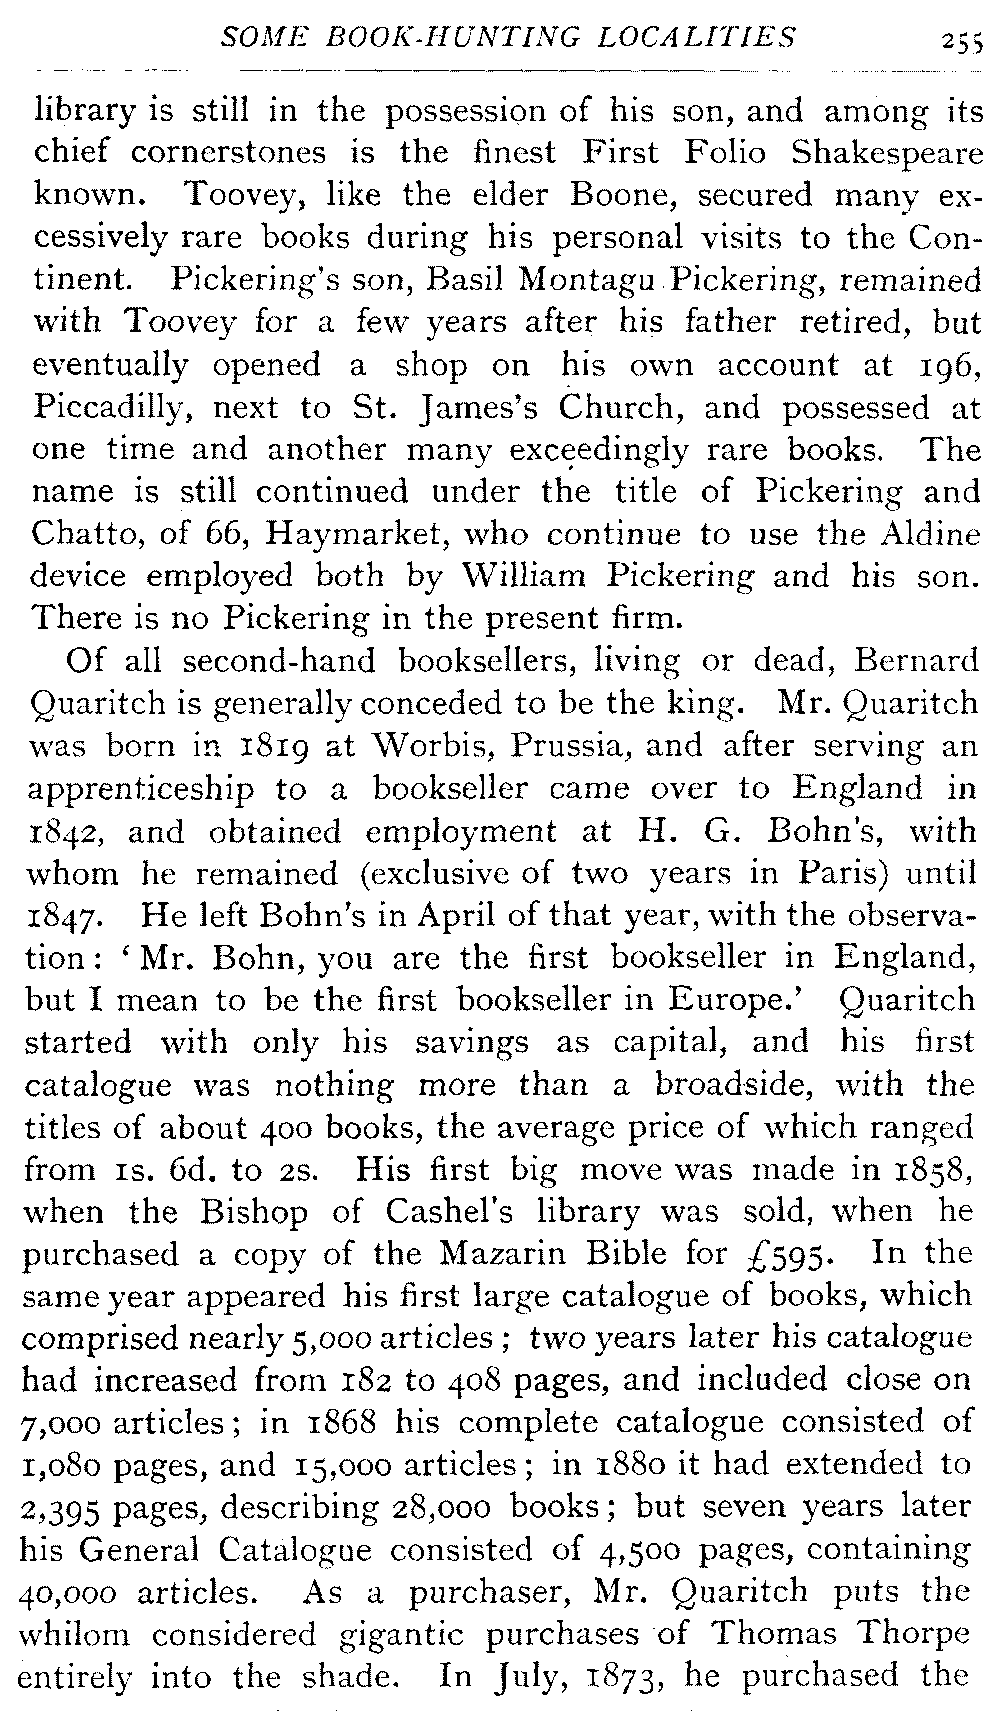 SOME BOOK-HUNTING LOCALITIES 255
library is still in the possession of his son, and among its
chief cornerstones is the finest First Folio Shakespeare
known. Toovey, like the elder Boone, secured many ex-
cessively rare books during his personal visits to the Con-
tinent. Pickering's son, Basil Montagu Pickering, remained
with Toovey for a few years after his father retired, but
eventually opened a shop on his own account at 196,
Piccadilly, next to St. James's Church, and possessed at
one time and another many exceedingly rare books. The
name is still continued under the title of Pickering and
Chatto, of 66, Haymarket, who continue to use the Aldine
device employed both by William Pickering and his son.
There is no Pickering in the present firm.
Of all second-hand booksellers, living or dead, Bernard
Quaritch is generally conceded to be the king. Mr. Quaritch
was born in 1819 at Worbis, Prussia, and after serving an
apprenticeship to a bookseller came over to England in
1842, and obtained employment at H. G. Bohn's, with
whom he remained (exclusive of two years in Paris) until
1847. He left Bohn's in April of that year, with the observa-
tion: ‘Mr. Bohn, you are the first bookseller in England,
but I mean to be the first bookseller in Europe.’ Quaritch
started with only his savings as capital, and his first
catalogue was nothing more than a broadside, with the
titles of about 400 books, the average price of which ranged
from 1s. 6d. to 2s. His first big move was made in 1858,
when the Bishop of Cashel's library was sold, when he
purchased a copy of the Mazarin Bible for £595. In the
same year appeared his first large catalogue of books, which
comprised nearly 5,000 articles; two years later his catalogue
had increased from 182 to 408 pages, and included close on
7,000 articles; in 1868 his complete catalogue consisted of
1,080 pages, and 15,000 articles; in 1880 it had extended to
2,395 pages, describing 28,000 books; but seven years later
his General Catalogue consisted of 4,500 pages, containing
40,000 articles. As a purchaser, Mr. Quaritch puts the
whilom considered gigantic purchases of Thomas Thorpe
entirely into the shade. In July, 1873, he purchased the